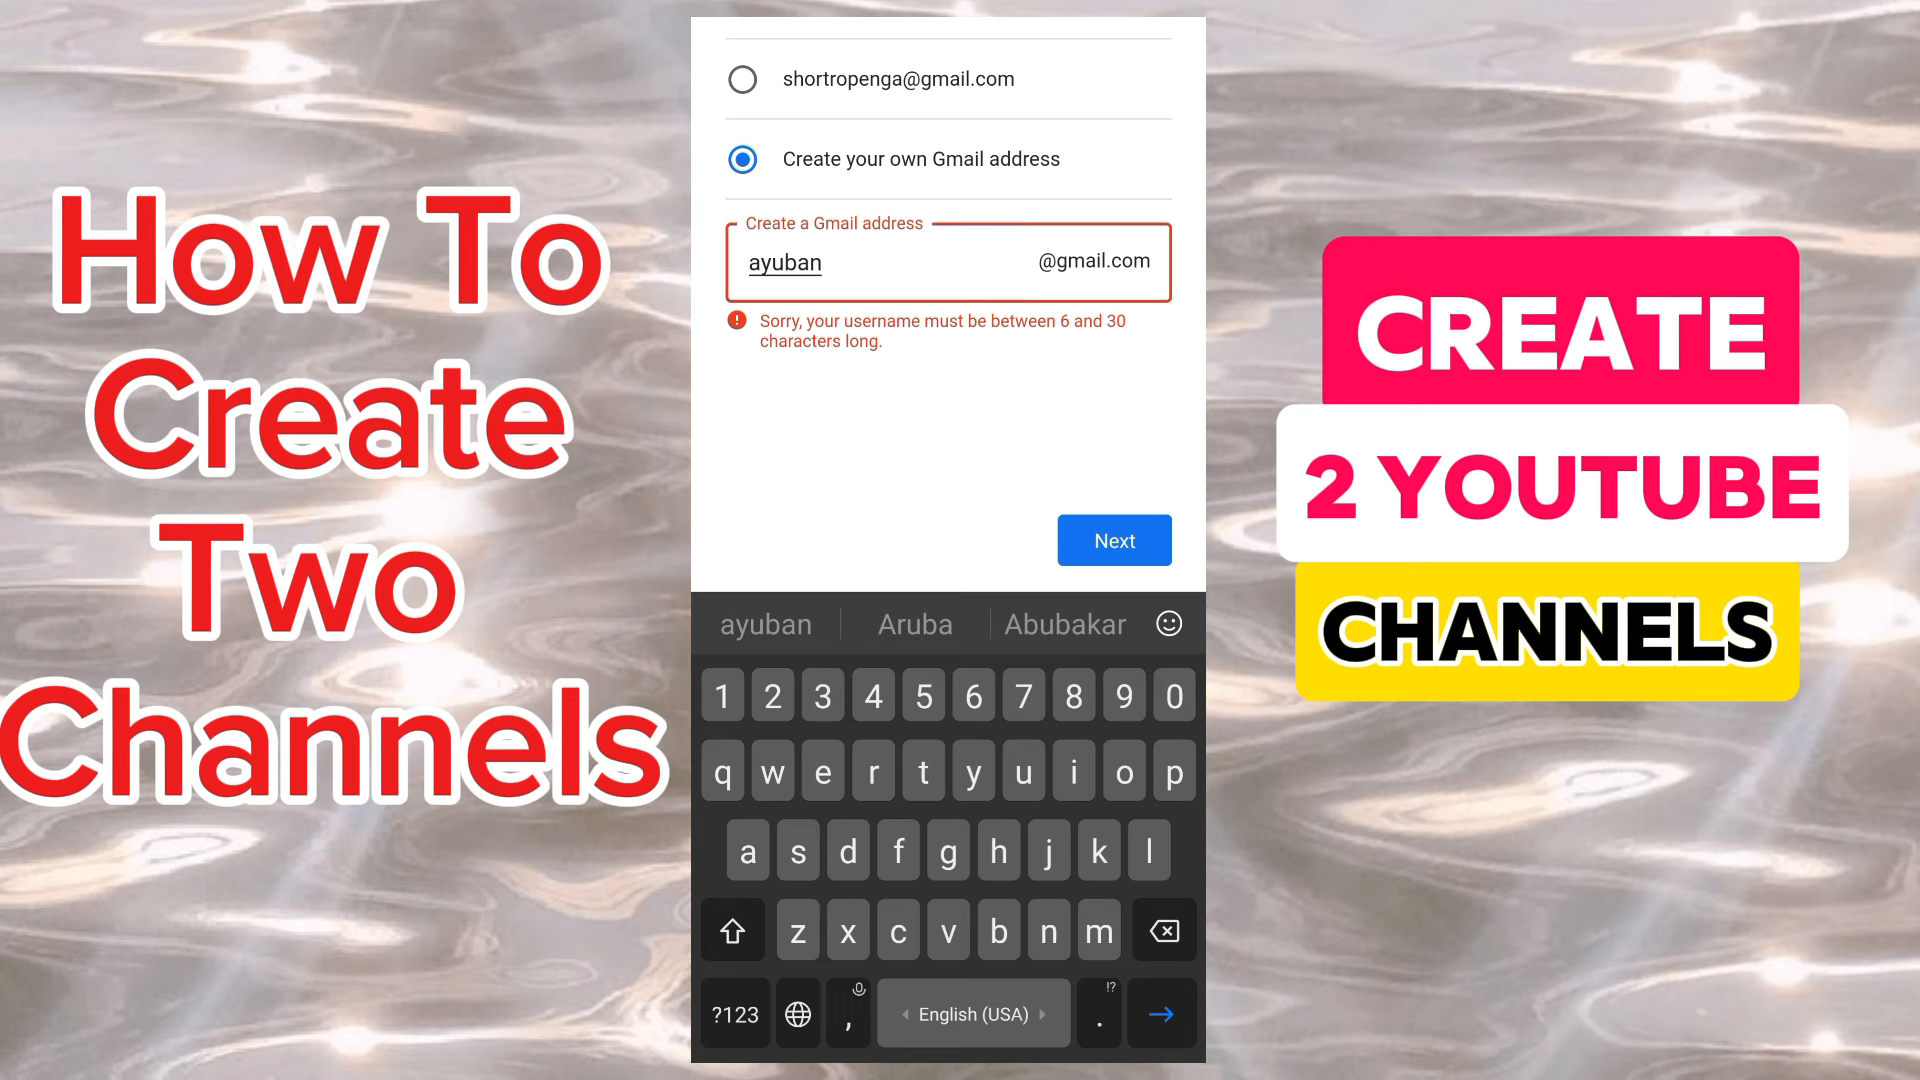 How To
Create
Two
Channels
shortropenga@gmail.com
Create your own Gmail address
Create a Gmail address
ayuban
@gmail.com
Sorry, your username must be between 6 and 30
characters long.
Next
ayuban Aruba Abubakar
1 2 3 4 5 6 7 8 9 0
q w e r t y u i o p
a s d f g h j k l
z x c v b n m
?123 , English (USA) . !?
CREATE
2 YOUTUBE
CHANNELS